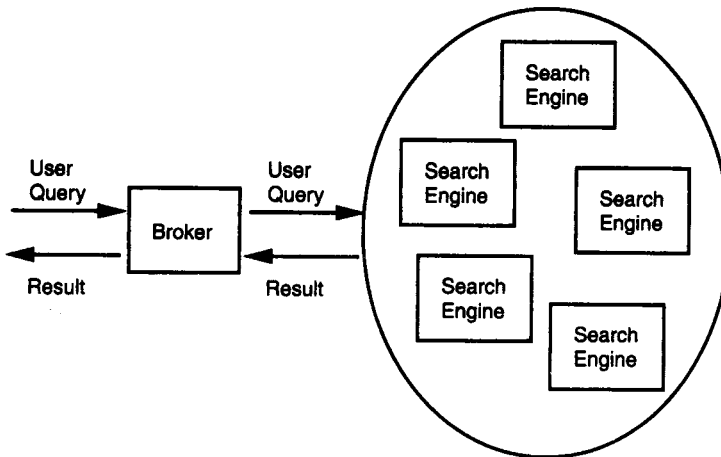 Search
Engine
User
Query
User
Query
Search
Engine
Search
Engine
Broker
Result
Result
Search
Engine
Search
Engine